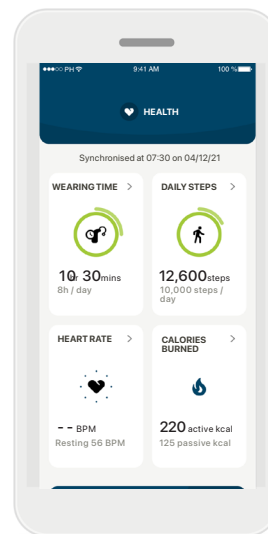 PH 9:41 AM 100 %
HEALTH
Synchronised at 07:30 on 04/12/21
WEARING TIME
10hr 30mins
8h / day
DAILY STEPS
12,600steps
10,000 steps /
day
HEART RATE
-- BPM
Resting 56 BPM
CALORIES
BURNED
220 active kcal
125 passive kcal